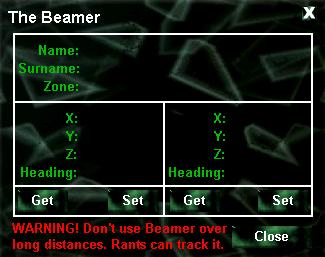 The Beamer X
Name:
Surname:
Zone:
X: X:
Y: Y:
Z: Z:
Heading: Heading:
Get Set Get Set
WARNING! Don't use Beamer over
long distances. Rants can track it.
Close